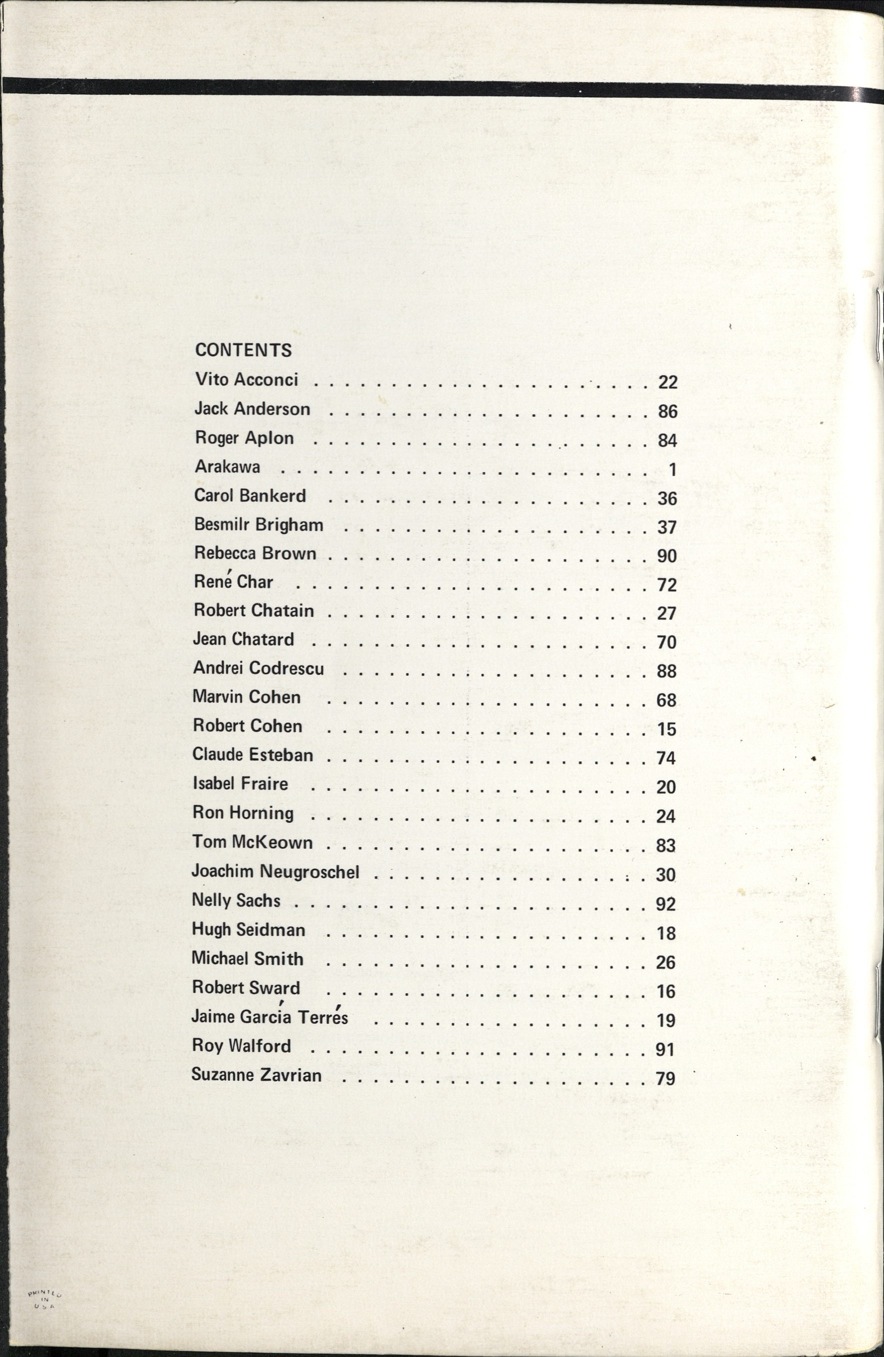 CONTENTS
Vito Acconci . . . . . . . . . . . . . . . . . . . . . . 22
Jack Anderson . . . . . . . . . . . . . . . . . . . . . 86
Roger Aplon . . . . . . . . . . . . . . . . . . . . . . 84
Arakawa . . . . . . . . . . . . . . . . . . . . . . . . 1
Carol Bankerd . . . . . . . . . . . . . . . . . . . . . 36
Besmilr Brigham . . . . . . . . . . . . . . . . . . . . 37
Rebecca Brown . . . . . . . . . . . . . . . . . . . . . 90
René Char . . . . . . . . . . . . . . . . . . . . . . . 72
Robert Chatain . . . . . . . . . . . . . . . . . . . . . 27
Jean Chatard . . . . . . . . . . . . . . . . . . . . . . 70
Andrei Codrescu . . . . . . . . . . . . . . . . . . . . 88
Marvin Cohen . . . . . . . . . . . . . . . . . . . . . 68
Robert Cohen . . . . . . . . . . . . . . . . . . . . . 15
Claude Esteban . . . . . . . . . . . . . . . . . . . . . 74
Isabel Fraire . . . . . . . . . . . . . . . . . . . . . . 20
Ron Horning . . . . . . . . . . . . . . . . . . . . . . 24
Tom McKeown . . . . . . . . . . . . . . . . . . . . . 83
Joachim Neugroschel . . . . . . . . . . . . . . . . . . 30
Nelly Sachs . . . . . . . . . . . . . . . . . . . . . . . 92
Hugh Seidman . . . . . . . . . . . . . . . . . . . . . 18
Michael Smith . . . . . . . . . . . . . . . . . . . . . 26
Robert Sward . . . . . . . . . . . . . . . . . . . . . 16
Jaime García Terrés . . . . . . . . . . . . . . . . . . 19
Roy Walford . . . . . . . . . . . . . . . . . . . . . . 91
Suzanne Zavrian . . . . . . . . . . . . . . . . . . . . 79
PRINTED
IN
USA